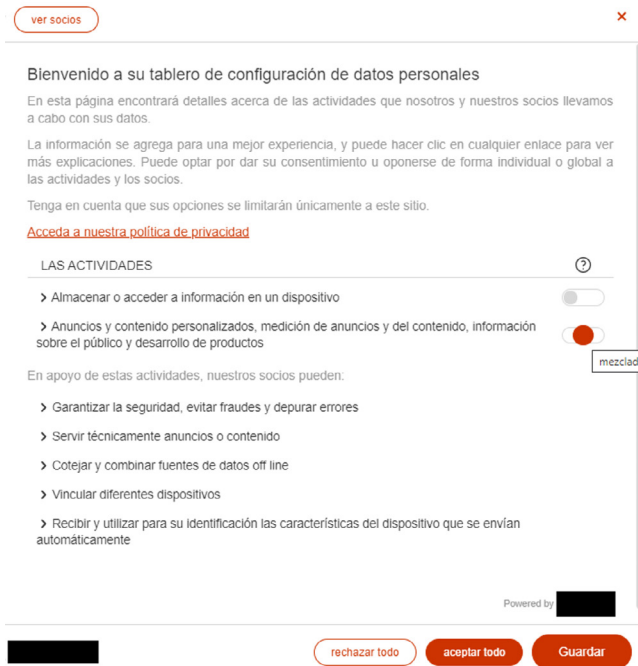 ver socios
×
Bienvenido a su tablero de configuración de datos personales
En esta página encontrará detalles acerca de las actividades que nosotros y nuestros socios llevamos
a cabo con sus datos.
La información se agrega para una mejor experiencia, y puede hacer clic en cualquier enlace para ver
más explicaciones. Puede optar por dar su consentimiento u oponerse de forma individual o global a
las actividades y los socios.
Tenga en cuenta que sus opciones se limitarán únicamente a este sitio.
Acceda a nuestra política de privacidad
LAS ACTIVIDADES ?
> Almacenar o acceder a información en un dispositivo
> Anuncios y contenido personalizados, medición de anuncios y del contenido, información
sobre el público y desarrollo de productos
mezclad
En apoyo de estas actividades, nuestros socios pueden:
> Garantizar la seguridad, evitar fraudes y depurar errores
> Servir técnicamente anuncios o contenido
> Cotejar y combinar fuentes de datos off line
> Vincular diferentes dispositivos
> Recibir y utilizar para su identificación las características del dispositivo que se envían
automáticamente
Powered by
rechazar todo aceptar todo Guardar